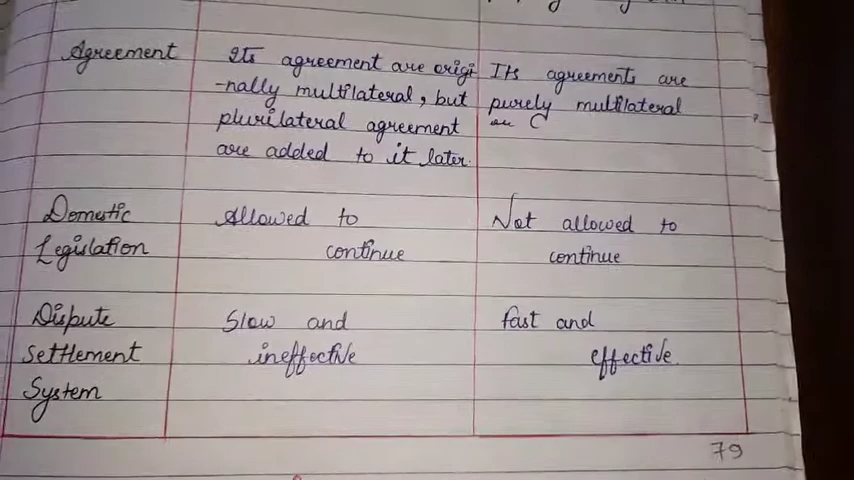 Agreement
Its agreement are origi
-nally multilateral, but
plurilateral agreement
are added to it later.
Its agreements are
purely multilateral
Domestic
Legislation
Allowed to
continue
Not allowed to
continue
Dispute
Settlement
System
Slow and
ineffective
fast and
effective.
79